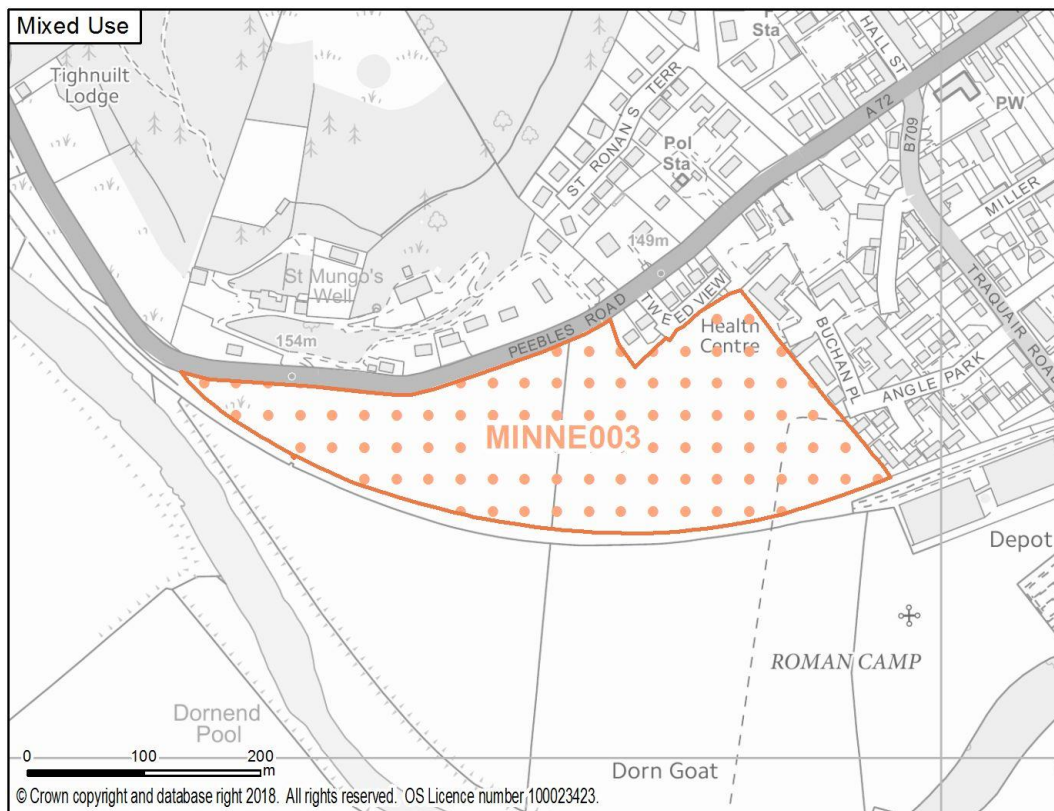 Mixed Use
Tighnuilt
Lodge
Sta
HALL ST
PW
A 72
B709
ST RONAN S TERR
Pol
Sta
MILLER
149m
St Mungo's
Well
TWEED VIEW
TRAQUAIR ROAD
PEEBLES ROAD
Health
Centre
154m
BUCHAN PL
ANGLE PARK
MINNE003
Depot
ROMAN CAMP
Dornend
Pool
0 100 200
m
Dorn Goat
© Crown copyright and database right 2018. All rights reserved. OS Licence number 100023423.